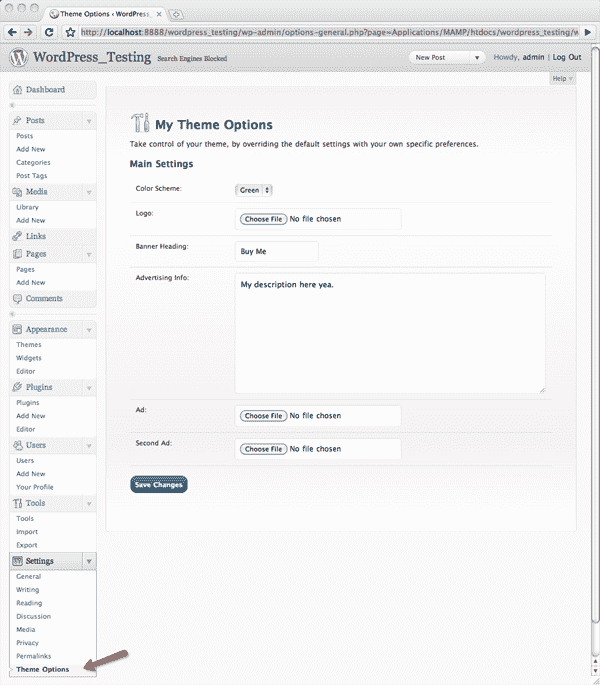 Theme Options ‹ WordPress_T...
http://localhost:8888/wordpress_testing/wp-admin/options-general.php?page=Applications/MAMP/htdocs/wordpress_testing/w
WordPress_Testing Search Engines Blocked New Post Howdy, admin | Log Out
Help
Dashboard
Posts
Posts
Add New
Categories
Post Tags
Media
Library
Add New
Links
Pages
Pages
Add New
Comments
Appearance
Themes
Widgets
Editor
Plugins
Plugins
Add New
Editor
Users
Users
Add New
Your Profile
Tools
Tools
Import
Export
Settings
General
Writing
Reading
Discussion
Media
Privacy
Permalinks
Theme Options
My Theme Options
Take control of your theme, by overriding the default settings with your own specific preferences.
Main Settings
Color Scheme: Green
Logo: Choose File No file chosen
Banner Heading: Buy Me
Advertising Info: My description here yea.
Ad: Choose File No file chosen
Second Ad: Choose File No file chosen
Save Changes